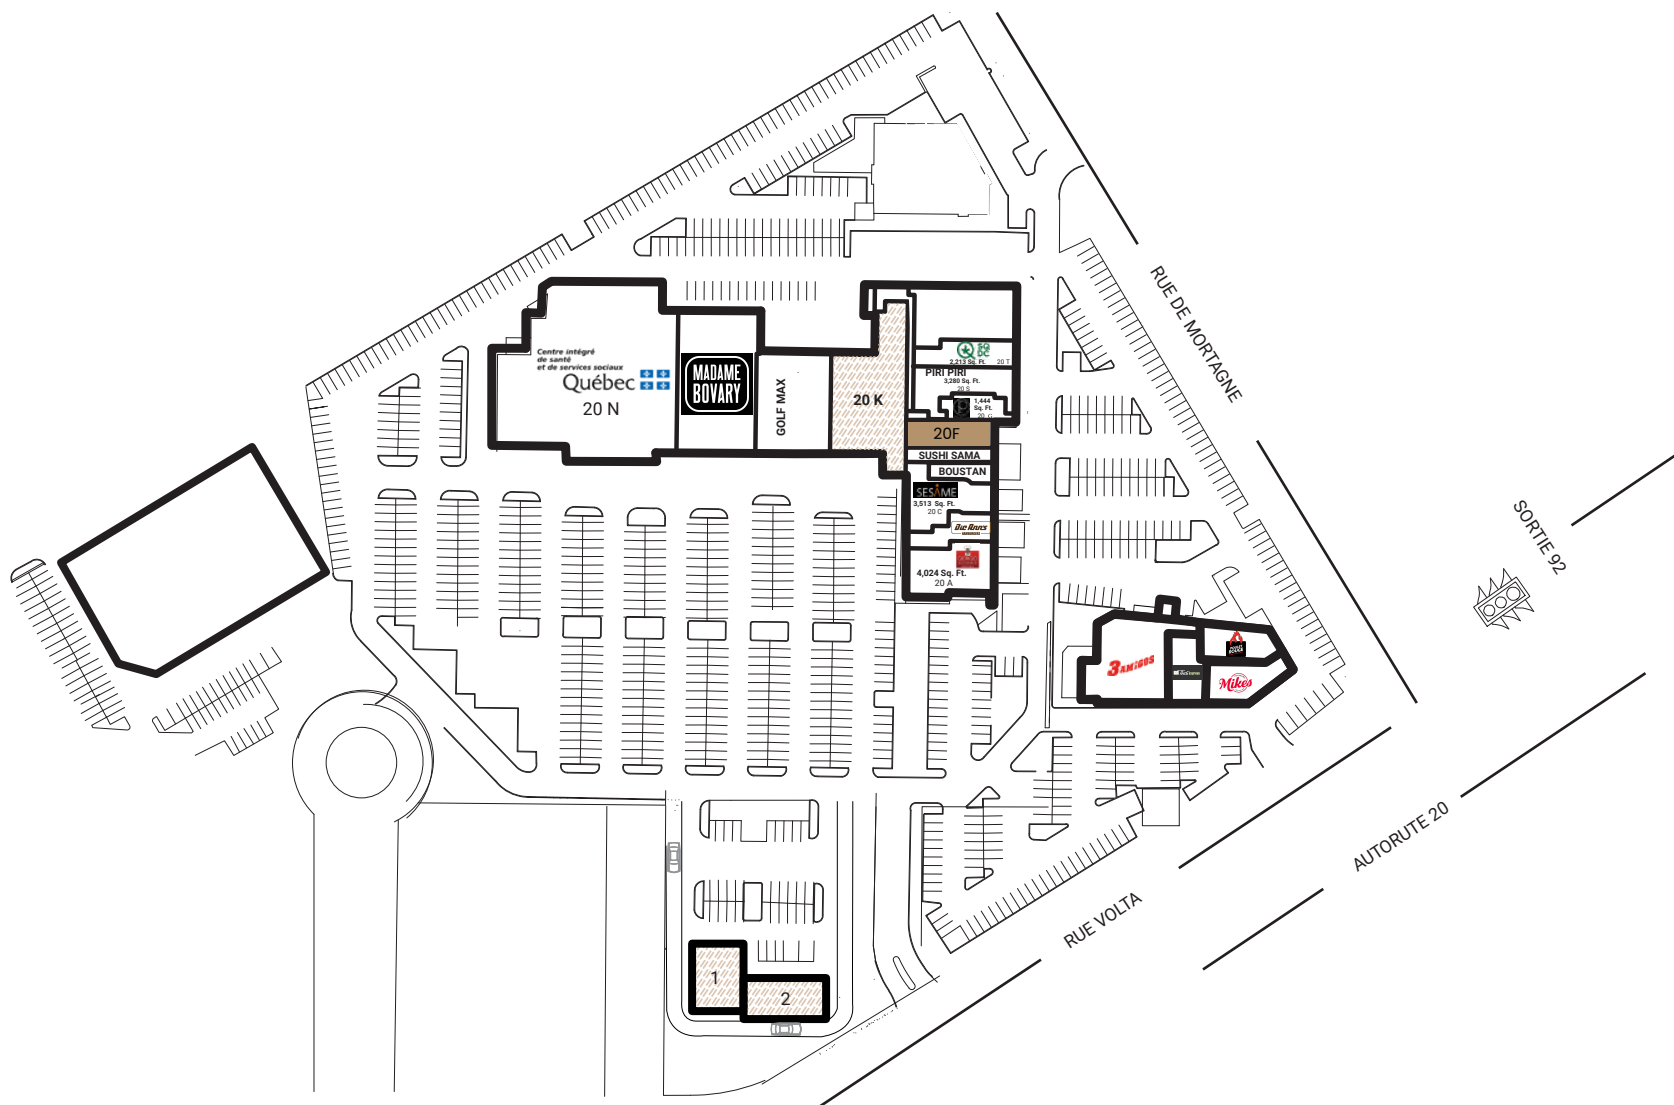 RUE DE MORTAGNE
SORTIE 92
Centre intégré
de santé
et de services sociaux
Québec
20 N
MADAME
BOVARY
GOLF MAX
20 K
SQ
DC
2,213 Sq. Ft.
20 T
PIRI PIRI
3,280 Sq. Ft.
20 S
1,444
Sq. Ft.
20 G
20F
SUSHI SAMA
BOUSTAN
SESAME
3,513 Sq. Ft.
20 C
4,024 Sq. Ft.
20 A
3 AMIGOS
Mikes
AUTORUTE 20
RUE VOLTA
1
2